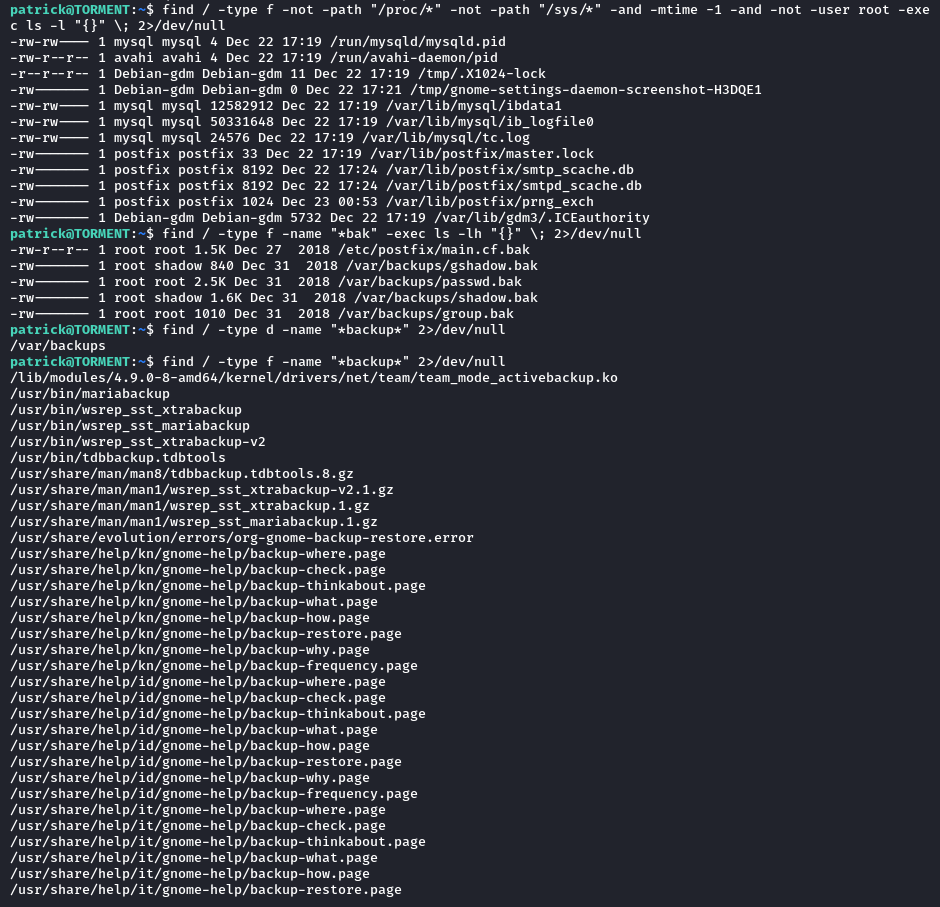 patrick@TORMENT:~$ find / -type f -not -path "/proc/*" -not -path "/sys/*" -and -mtime -1 -and -not -user root -exe
c ls -l "{}" \; 2>/dev/null
-rw-rw---- 1 mysql mysql 4 Dec 22 17:19 /run/mysqld/mysqld.pid
-rw-r--r-- 1 avahi avahi 4 Dec 22 17:19 /run/avahi-daemon/pid
-r--r--r-- 1 Debian-gdm Debian-gdm 11 Dec 22 17:19 /tmp/.X1024-lock
-rw------- 1 Debian-gdm Debian-gdm 0 Dec 22 17:21 /tmp/gnome-settings-daemon-screenshot-H3DQE1
-rw-rw---- 1 mysql mysql 12582912 Dec 22 17:19 /var/lib/mysql/ibdata1
-rw-rw---- 1 mysql mysql 50331648 Dec 22 17:19 /var/lib/mysql/ib_logfile0
-rw-rw---- 1 mysql mysql 24576 Dec 22 17:19 /var/lib/mysql/tc.log
-rw------- 1 postfix postfix 33 Dec 22 17:19 /var/lib/postfix/master.lock
-rw------- 1 postfix postfix 8192 Dec 22 17:24 /var/lib/postfix/smtp_scache.db
-rw------- 1 postfix postfix 8192 Dec 22 17:24 /var/lib/postfix/smtpd_scache.db
-rw------- 1 postfix postfix 1024 Dec 23 00:53 /var/lib/postfix/prng_exch
-rw------- 1 Debian-gdm Debian-gdm 5732 Dec 22 17:19 /var/lib/gdm3/.ICEauthority
patrick@TORMENT:~$ find / -type f -name "*bak" -exec ls -lh "{}" \; 2>/dev/null
-rw-r--r-- 1 root root 1.5K Dec 27  2018 /etc/postfix/main.cf.bak
-rw------- 1 root shadow 840 Dec 31  2018 /var/backups/gshadow.bak
-rw------- 1 root root 2.5K Dec 31  2018 /var/backups/passwd.bak
-rw------- 1 root shadow 1.6K Dec 31  2018 /var/backups/shadow.bak
-rw------- 1 root root 1010 Dec 31  2018 /var/backups/group.bak
patrick@TORMENT:~$ find / -type d -name "*backup*" 2>/dev/null
/var/backups
patrick@TORMENT:~$ find / -type f -name "*backup*" 2>/dev/null
/lib/modules/4.9.0-8-amd64/kernel/drivers/net/team/team_mode_activebackup.ko
/usr/bin/mariabackup
/usr/bin/wsrep_sst_xtrabackup
/usr/bin/wsrep_sst_mariabackup
/usr/bin/wsrep_sst_xtrabackup-v2
/usr/bin/tdbbackup.tdbtools
/usr/share/man/man8/tdbbackup.tdbtools.8.gz
/usr/share/man/man1/wsrep_sst_xtrabackup-v2.1.gz
/usr/share/man/man1/wsrep_sst_xtrabackup.1.gz
/usr/share/man/man1/wsrep_sst_mariabackup.1.gz
/usr/share/evolution/errors/org-gnome-backup-restore.error
/usr/share/help/kn/gnome-help/backup-where.page
/usr/share/help/kn/gnome-help/backup-check.page
/usr/share/help/kn/gnome-help/backup-thinkabout.page
/usr/share/help/kn/gnome-help/backup-what.page
/usr/share/help/kn/gnome-help/backup-how.page
/usr/share/help/kn/gnome-help/backup-restore.page
/usr/share/help/kn/gnome-help/backup-why.page
/usr/share/help/kn/gnome-help/backup-frequency.page
/usr/share/help/id/gnome-help/backup-where.page
/usr/share/help/id/gnome-help/backup-check.page
/usr/share/help/id/gnome-help/backup-thinkabout.page
/usr/share/help/id/gnome-help/backup-what.page
/usr/share/help/id/gnome-help/backup-how.page
/usr/share/help/id/gnome-help/backup-restore.page
/usr/share/help/id/gnome-help/backup-why.page
/usr/share/help/id/gnome-help/backup-frequency.page
/usr/share/help/it/gnome-help/backup-where.page
/usr/share/help/it/gnome-help/backup-check.page
/usr/share/help/it/gnome-help/backup-thinkabout.page
/usr/share/help/it/gnome-help/backup-what.page
/usr/share/help/it/gnome-help/backup-how.page
/usr/share/help/it/gnome-help/backup-restore.page